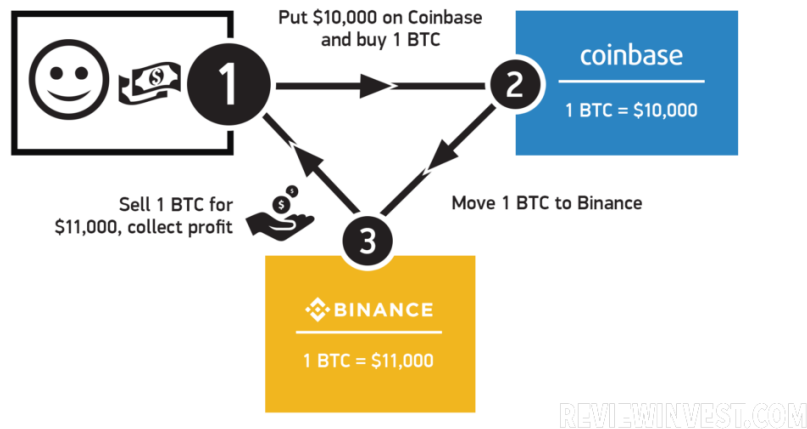 Put $10,000 on Coinbase
and buy 1 BTC
$
1
2
coinbase
1 BTC = $10,000
Sell 1 BTC for
$11,000, collect profit
$
$
Move 1 BTC to Binance
3
BINANCE
1 BTC = $11,000
REVIEWINVEST.COM